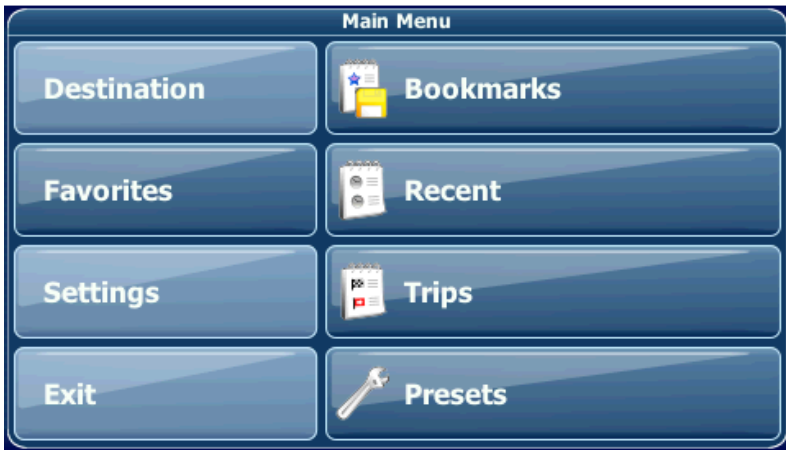 Main Menu
Destination
Bookmarks
Favorites
Recent
Settings
Trips
Exit
Presets